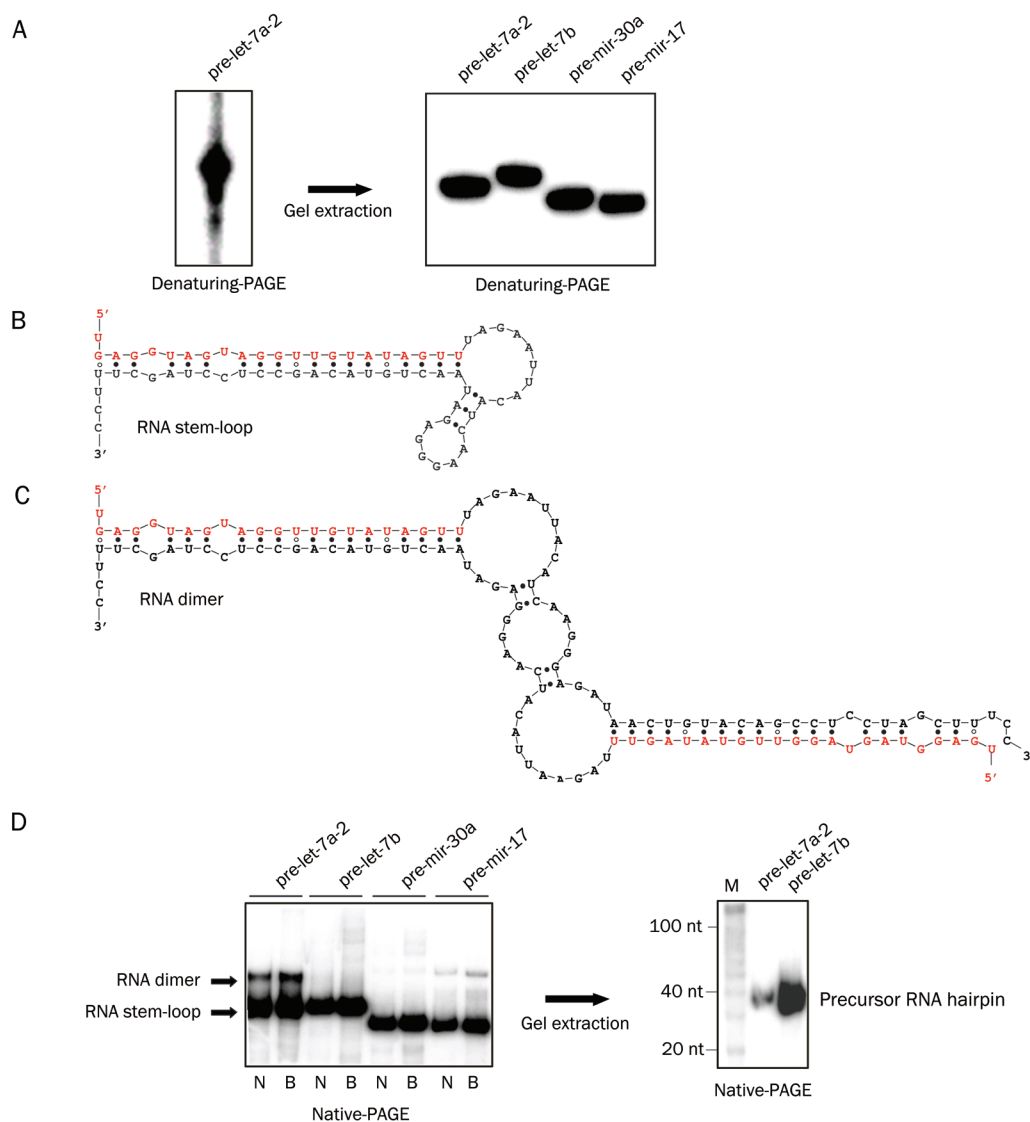 A
pre-let-7a-2
Gel extraction
Denaturing-PAGE
pre-let-7a-2
pre-let-7b
pre-mir-30a
pre-mir-17
Denaturing-PAGE
B
5'
U
G A G G U A G U A G G U U G U A U A G U U
U A G A A U U A C A U C A A G G G A G A U
A A C U G U A C A G C C U C C U A G C U U
U
U
C
C
3'
RNA stem-loop
C
5'
U
G A G G U A G U A G G U U G U A U A G U U
U A G A A U U A C A U C A A G G G A G A U
A A C U G U A C A G C C U C C U A G C U U U C C
3
U
U
C
C
3'
RNA dimer
5'
D
pre-let-7a-2
pre-let-7b
pre-mir-30a
pre-mir-17
RNA dimer
RNA stem-loop
N B N B N B N B
Native-PAGE
Gel extraction
M
pre-let-7a-2
pre-let-7b
100 nt
40 nt
20 nt
Precursor RNA hairpin
Native-PAGE